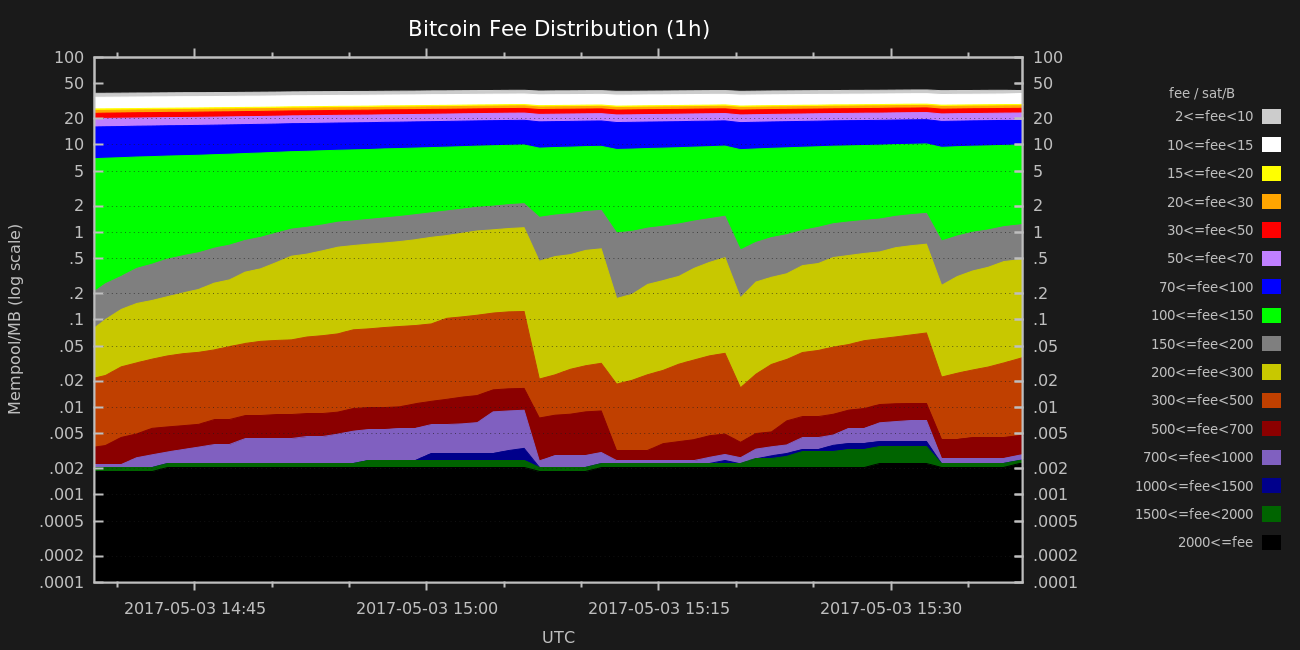 Bitcoin Fee Distribution (1h)
100 100
50 50
20 20
10 10
5 5
2 2
1 1
.5 .5
.2 .2
.1 .1
.05 .05
.02 .02
.01 .01
.005 .005
.002 .002
.001 .001
.0005 .0005
.0002 .0002
.0001 .0001
Mempool/MB (log scale)
2017-05-03 14:45 2017-05-03 15:00 2017-05-03 15:15 2017-05-03 15:30
UTC
fee / sat/B
2<=fee<10
10<=fee<15
15<=fee<20
20<=fee<30
30<=fee<50
50<=fee<70
70<=fee<100
100<=fee<150
150<=fee<200
200<=fee<300
300<=fee<500
500<=fee<700
700<=fee<1000
1000<=fee<1500
1500<=fee<2000
2000<=fee